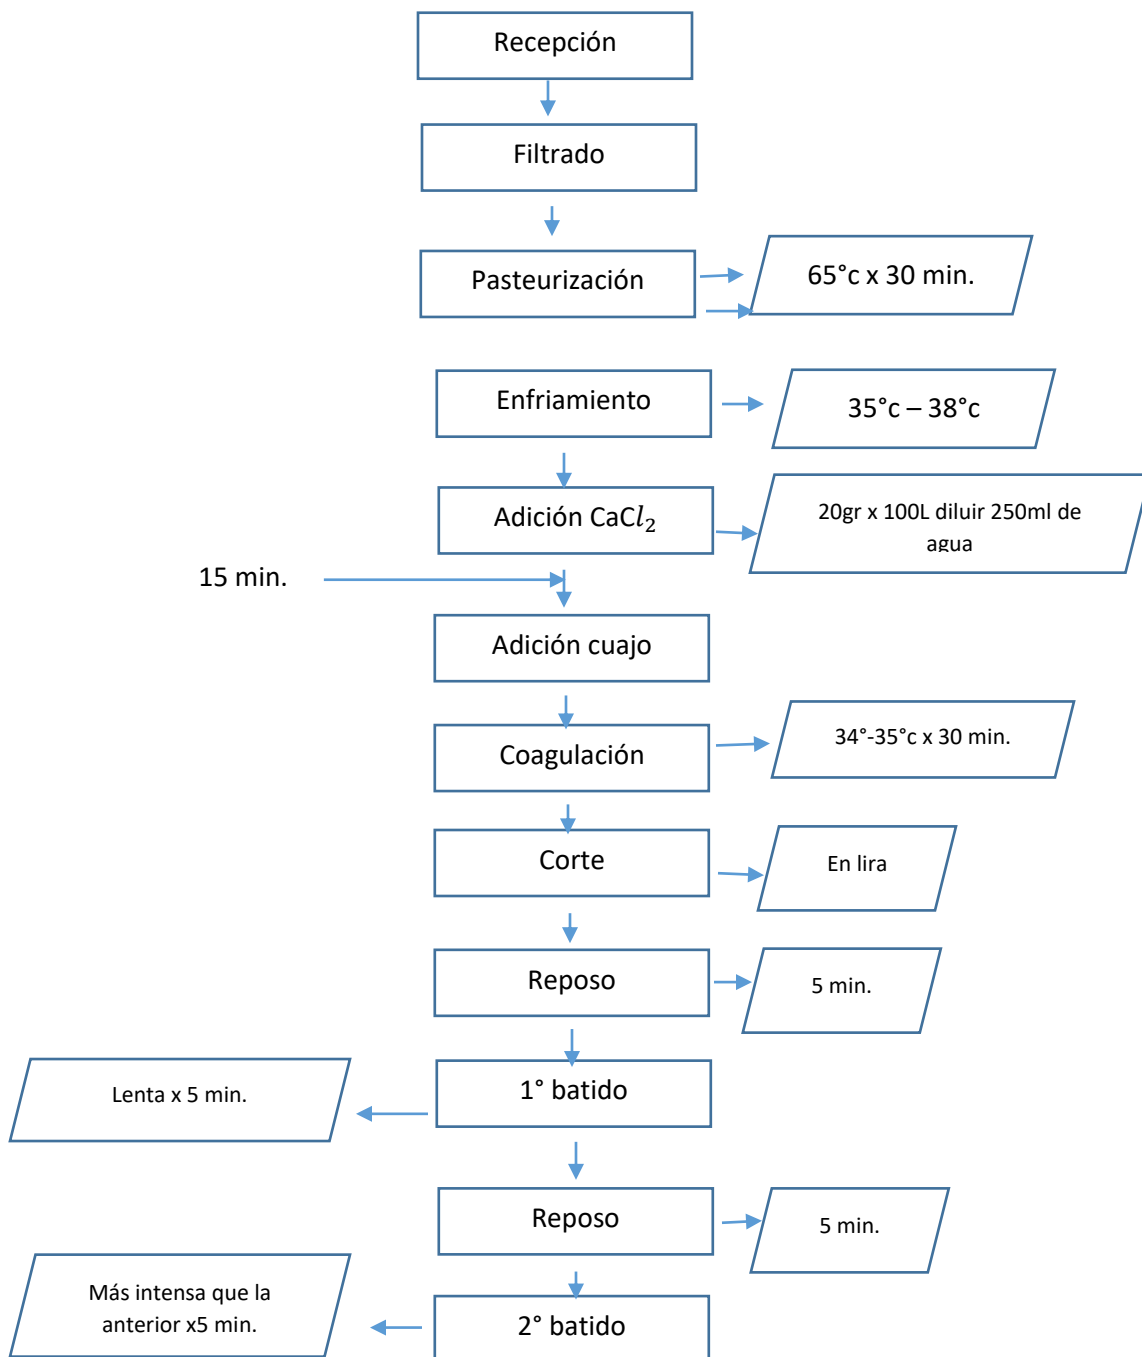 Recepción
Filtrado
Pasteurización
65°c x 30 min.
Enfriamiento
35°c – 38°c
Adición CaCl₂
20gr x 100L diluir 250ml de
agua
15 min.
Adición cuajo
Coagulación
34°-35°c x 30 min.
Corte
En lira
Reposo
5 min.
1° batido
Lenta x 5 min.
Reposo
5 min.
2° batido
Más intensa que la
anterior x5 min.